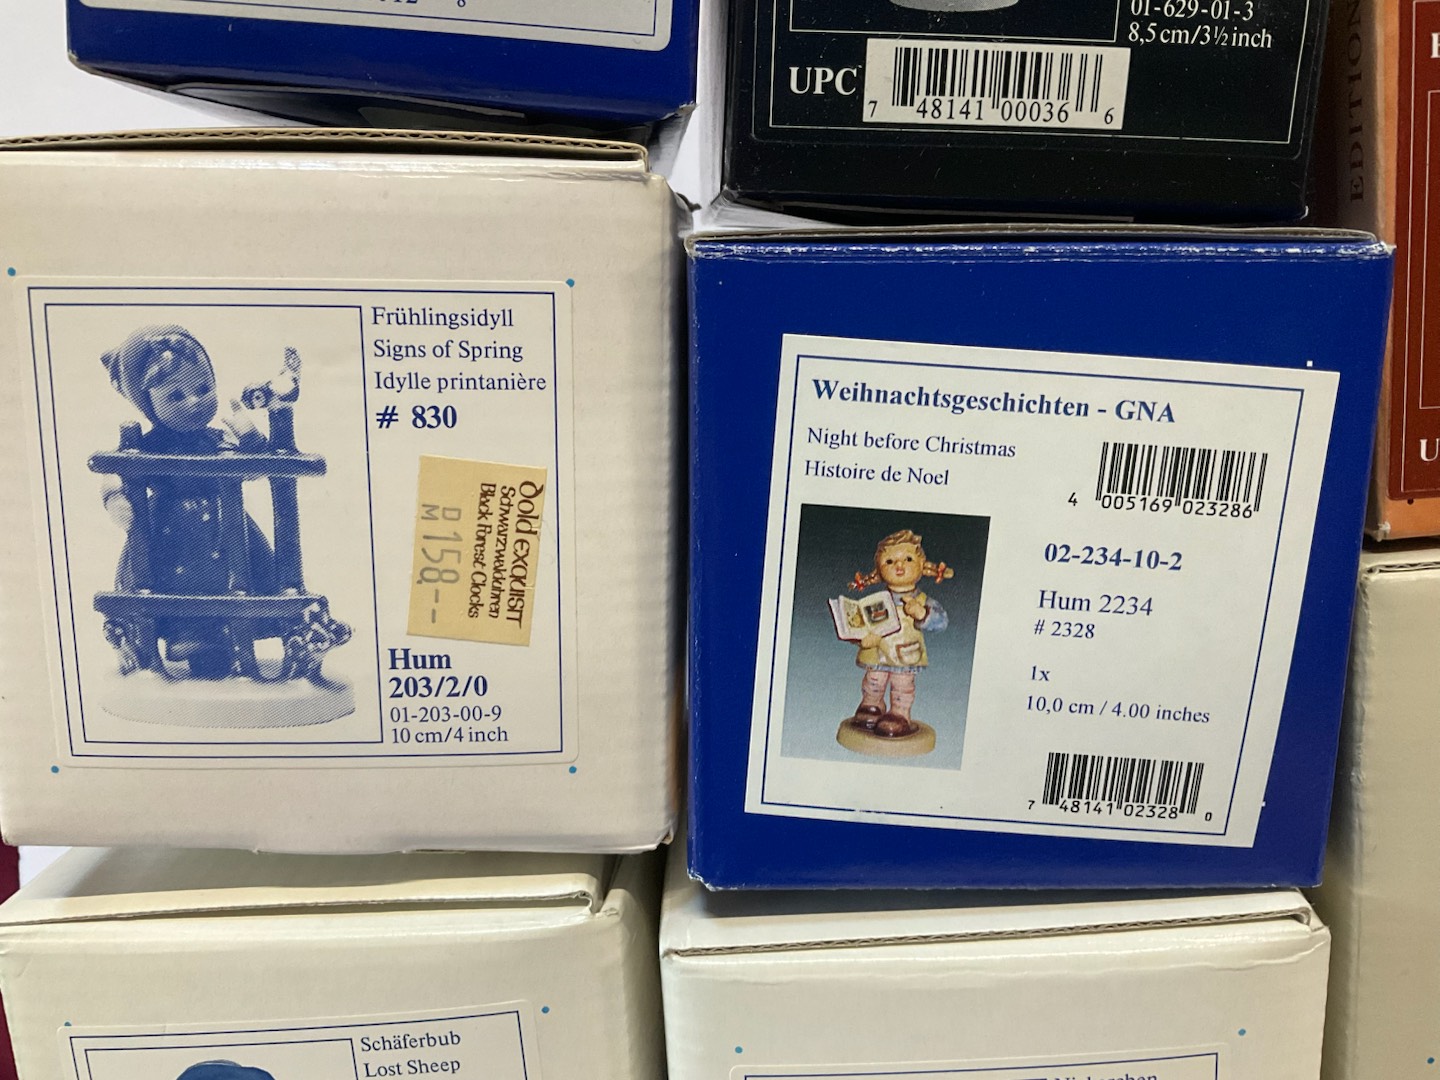 01-629-01-3
8,5 cm/3½ inch
UPC
7 48141 00036 6
EDITION
Frühlingsidyll
Signs of Spring
Idylle printanière
# 830
dold exquisit
Schwarzwalduhren
Black Forest Clocks
DM 158.--
Hum
203/2/0
01-203-00-9
10 cm/4 inch
Weihnachtsgeschichten - GNA
Night before Christmas
Histoire de Noel
4 005169 023286
02-234-10-2
Hum 2234
# 2328
1x
10,0 cm / 4.00 inches
7 48141 02328 0
Schäferbub
Lost Sheep